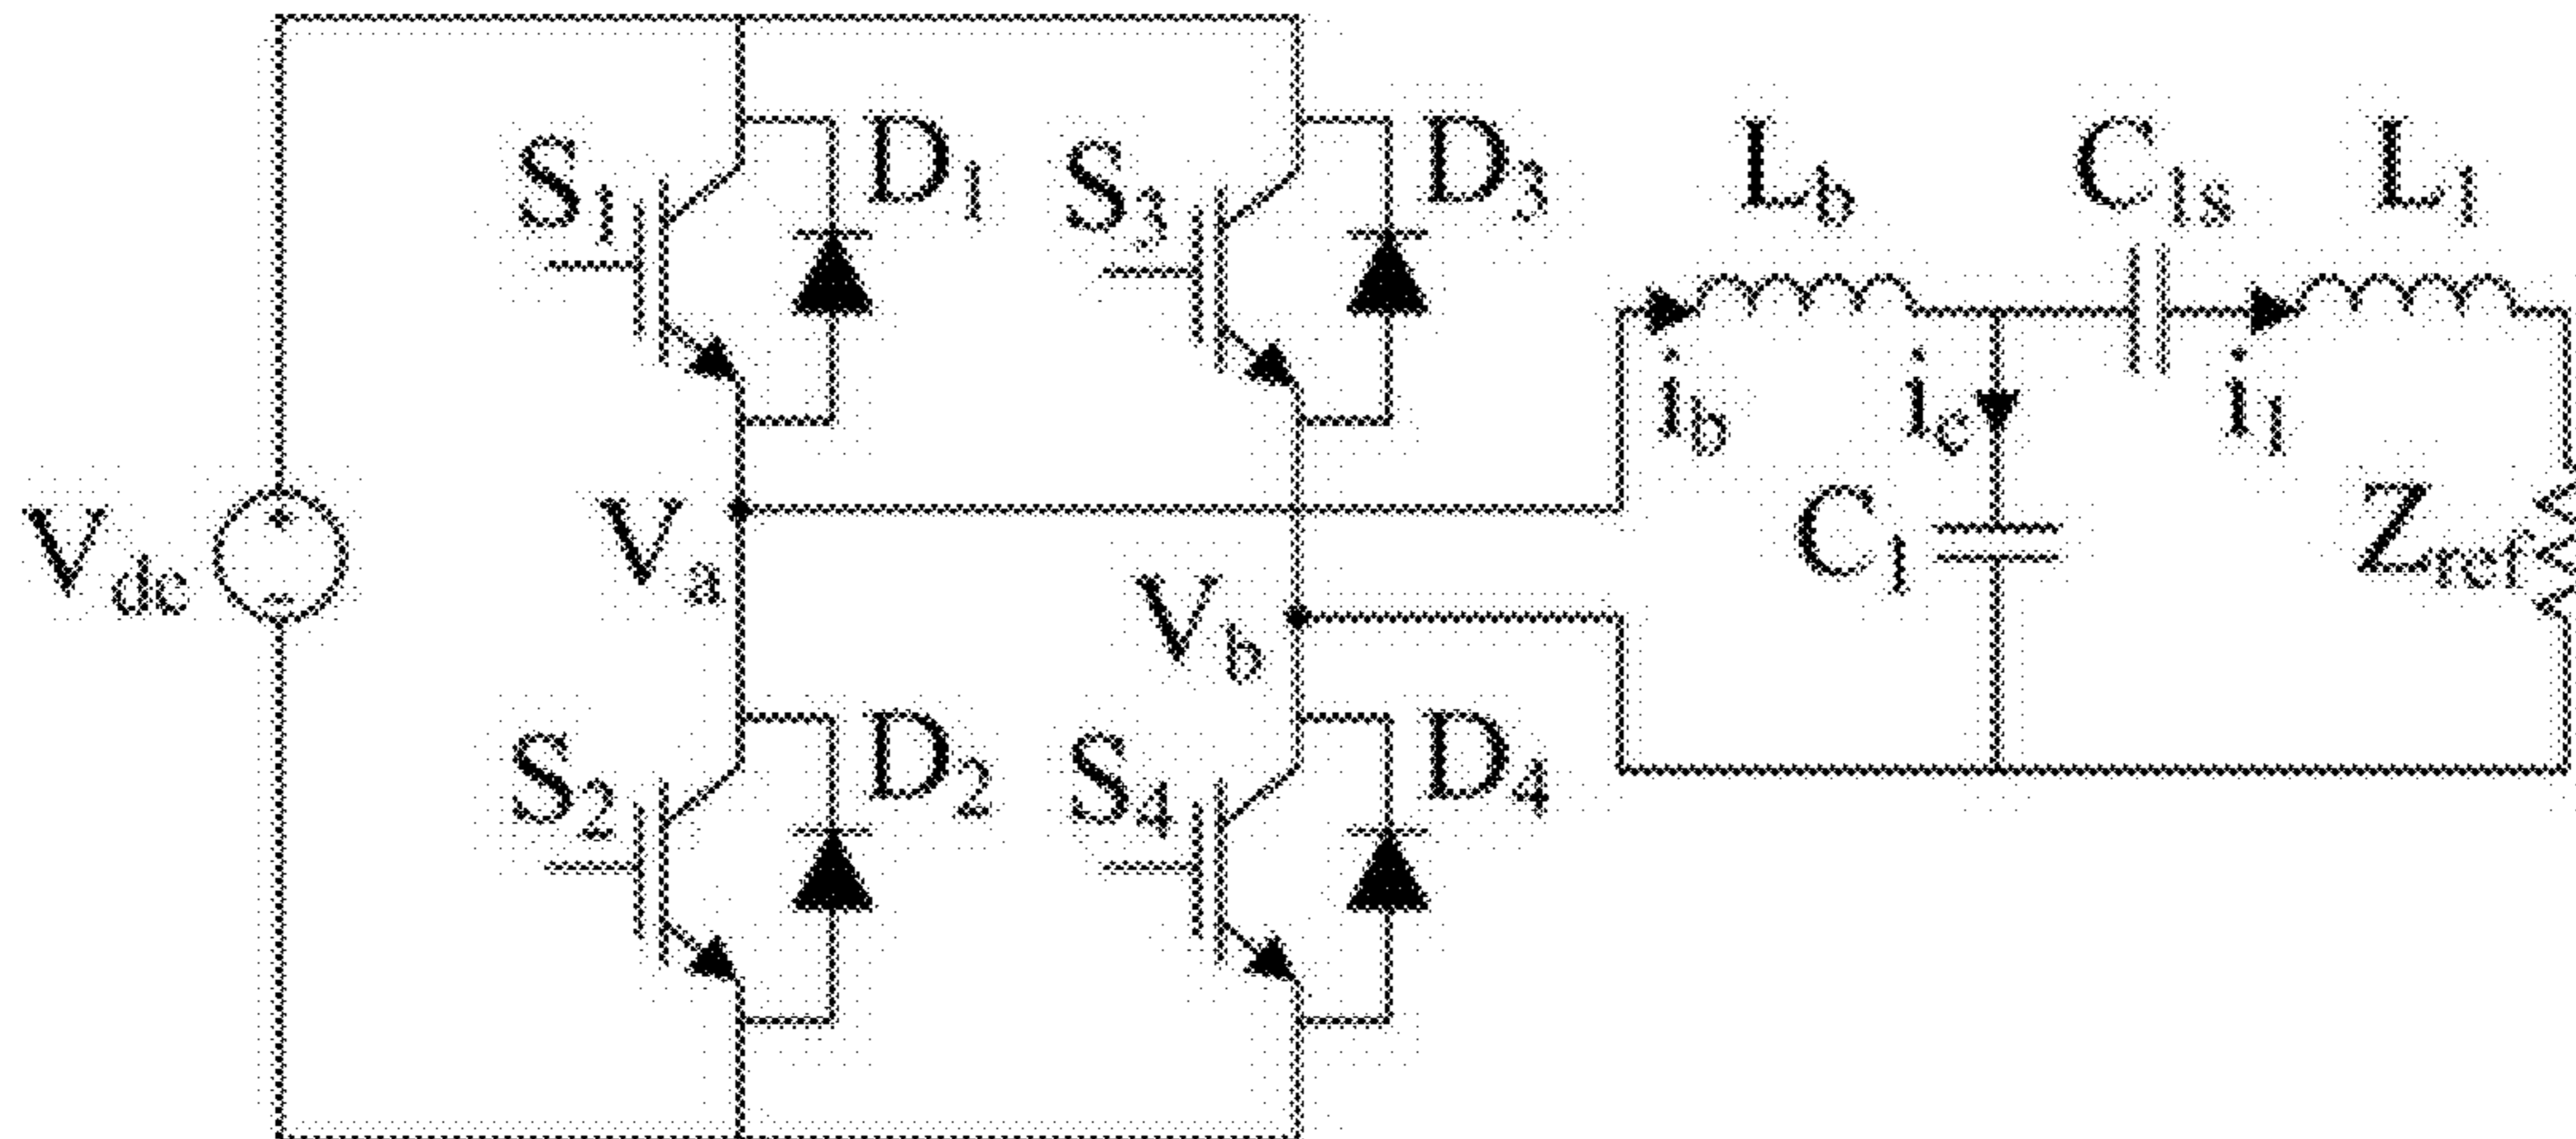 S1 D1 S3 D3 Lb C1s L1
ib ic i1
Vdc Va C1 Zref
Vb
S2 D2 S4 D4